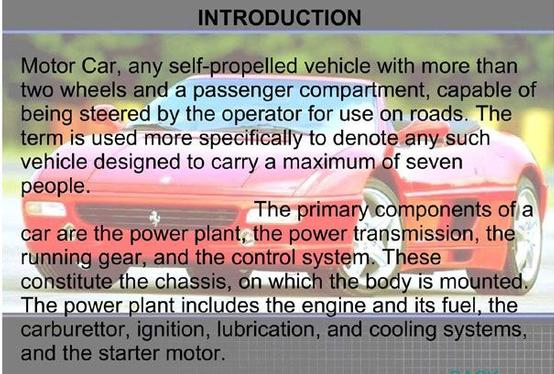 INTRODUCTION
Motor Car, any self-propelled vehicle with more than
two wheels and a passenger compartment, capable of
being steered by the operator for use on roads. The
term is used more specifically to denote any such
vehicle designed to carry a maximum of seven
people.
The primary components of a
car are the power plant, the power transmission, the
running gear, and the control system. These
constitute the chassis, on which the body is mounted.
The power plant includes the engine and its fuel, the
carburettor, ignition, lubrication, and cooling systems,
and the starter motor.